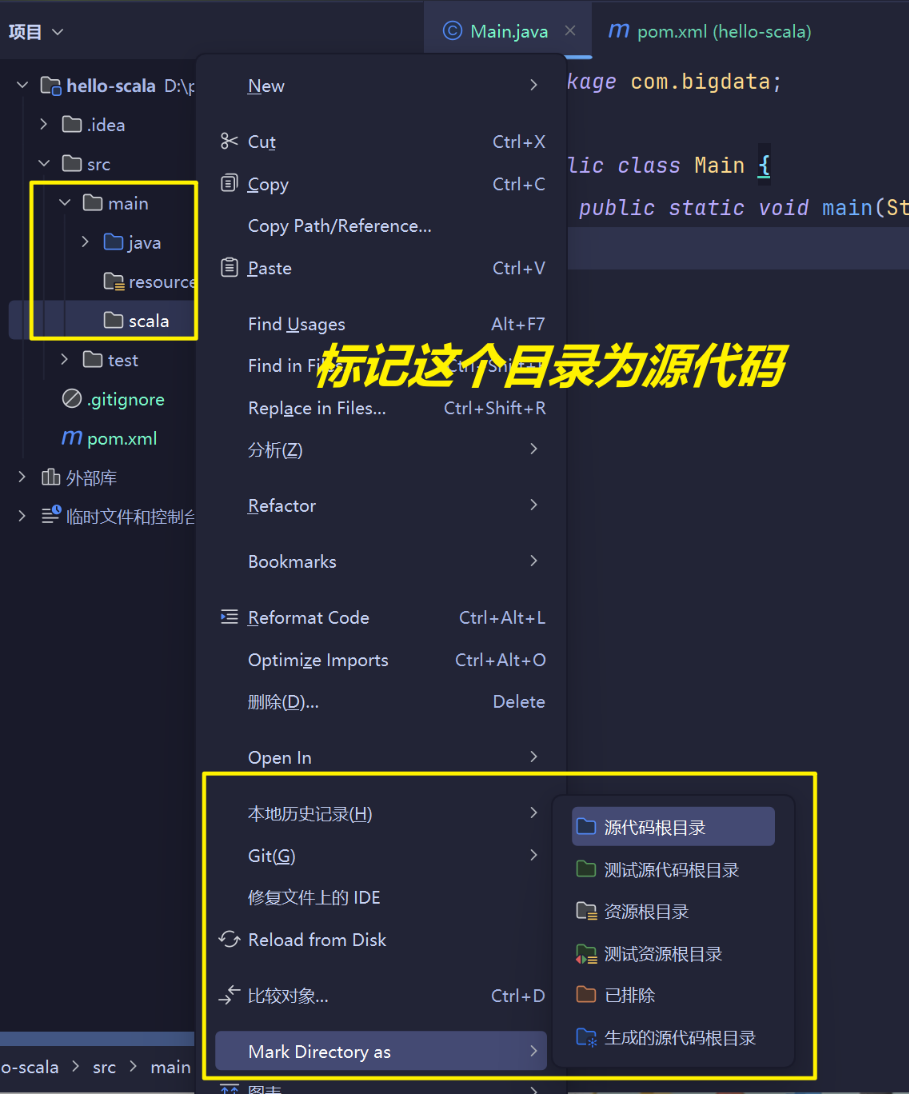 项目
Main.java
pom.xml (hello-scala)
hello-scala D:\p
kage com.bigdata;
.idea
src
lic class Main {
main
public static void main(St
java
resource
scala
test
.gitignore
pom.xml
外部库
临时文件和控制台
New
Cut Ctrl+X
Copy Ctrl+C
Copy Path/Reference...
Paste Ctrl+V
Find Usages Alt+F7
Find in Files
标记这个目录为源代码
Replace in Files... Ctrl+Shift+R
分析(Z)
Refactor
Bookmarks
Reformat Code Ctrl+Alt+L
Optimize Imports Ctrl+Alt+O
删除(D)... Delete
Open In
本地历史记录(H)
Git(G)
修复文件上的 IDE
Reload from Disk
比较对象... Ctrl+D
Mark Directory as
图表
源代码根目录
测试源代码根目录
资源根目录
测试资源根目录
已排除
生成的源代码根目录
o-scala > src > main